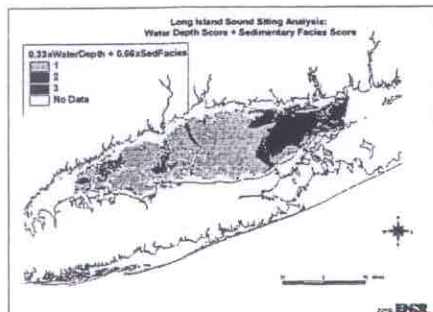 Long Island Sound Siting Analysis:
Water Depth Score + Sedimentary Facies Score
0.33xWaterDepth + 0.66xSedFacies
1
2
3
No Data
ENSR